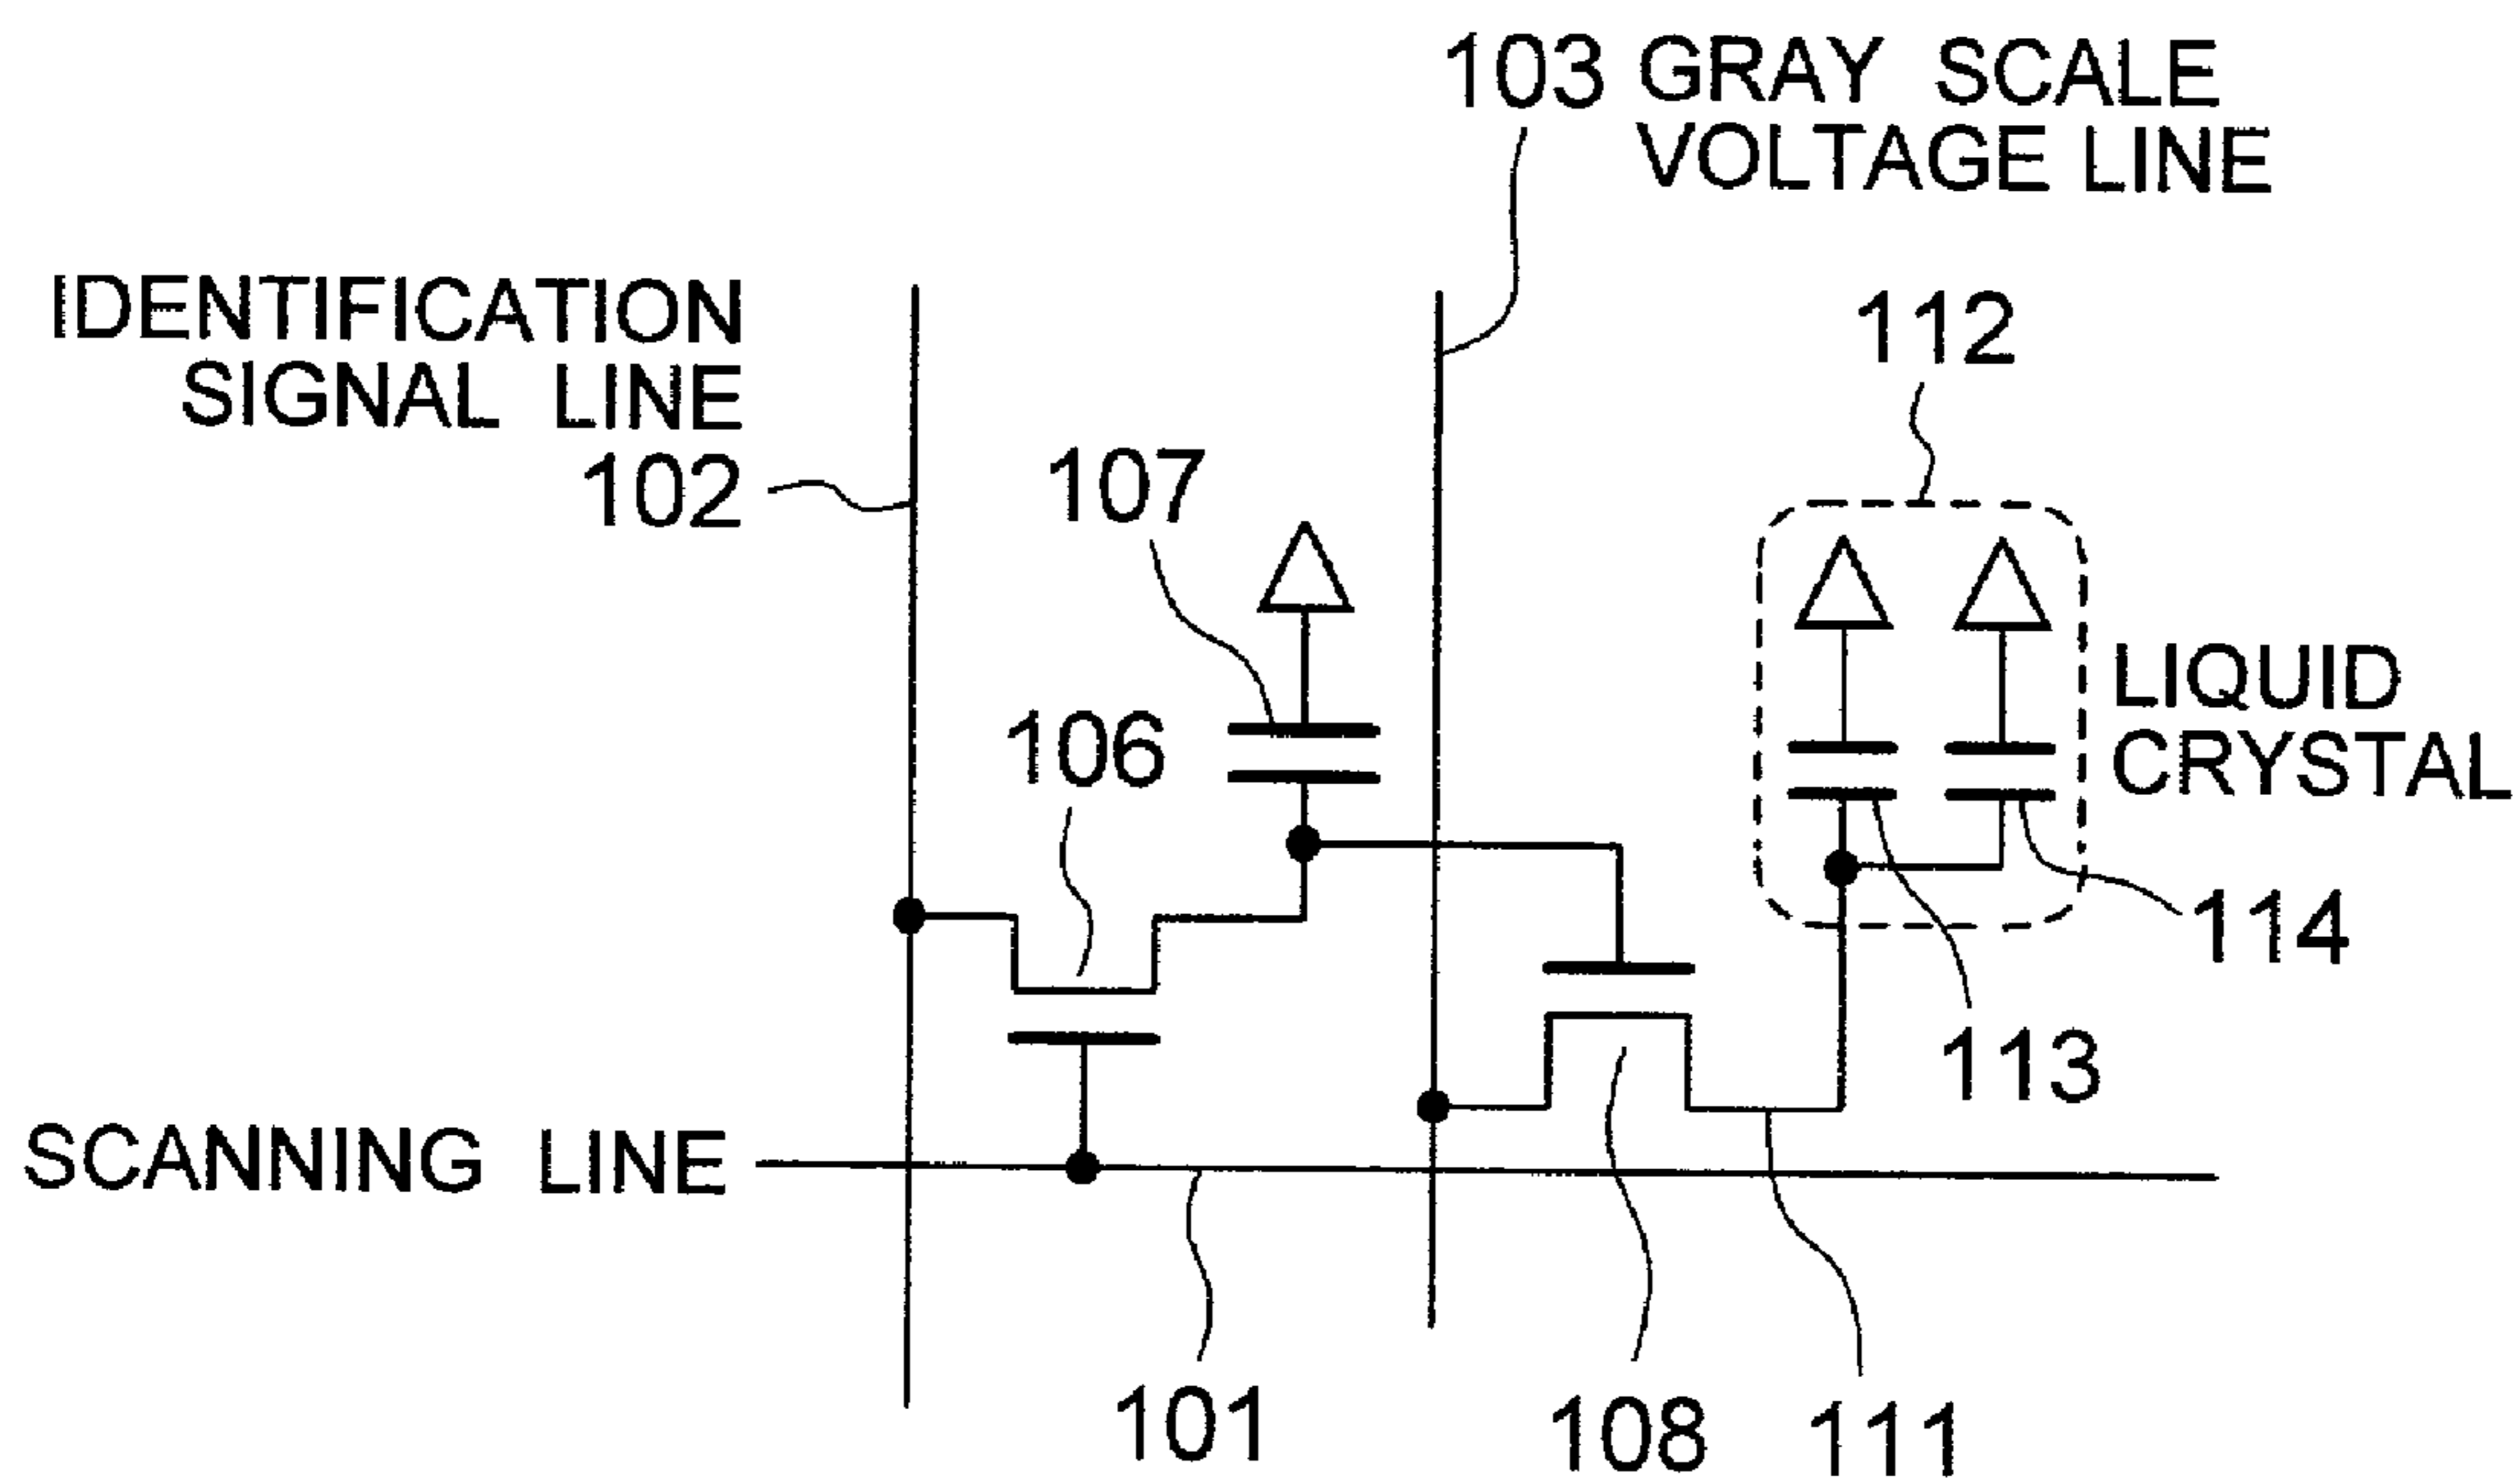 103 GRAY SCALE
VOLTAGE LINE
IDENTIFICATION
SIGNAL LINE
102
112
107
106
LIQUID
CRYSTAL
114
113
SCANNING LINE
101
108
111